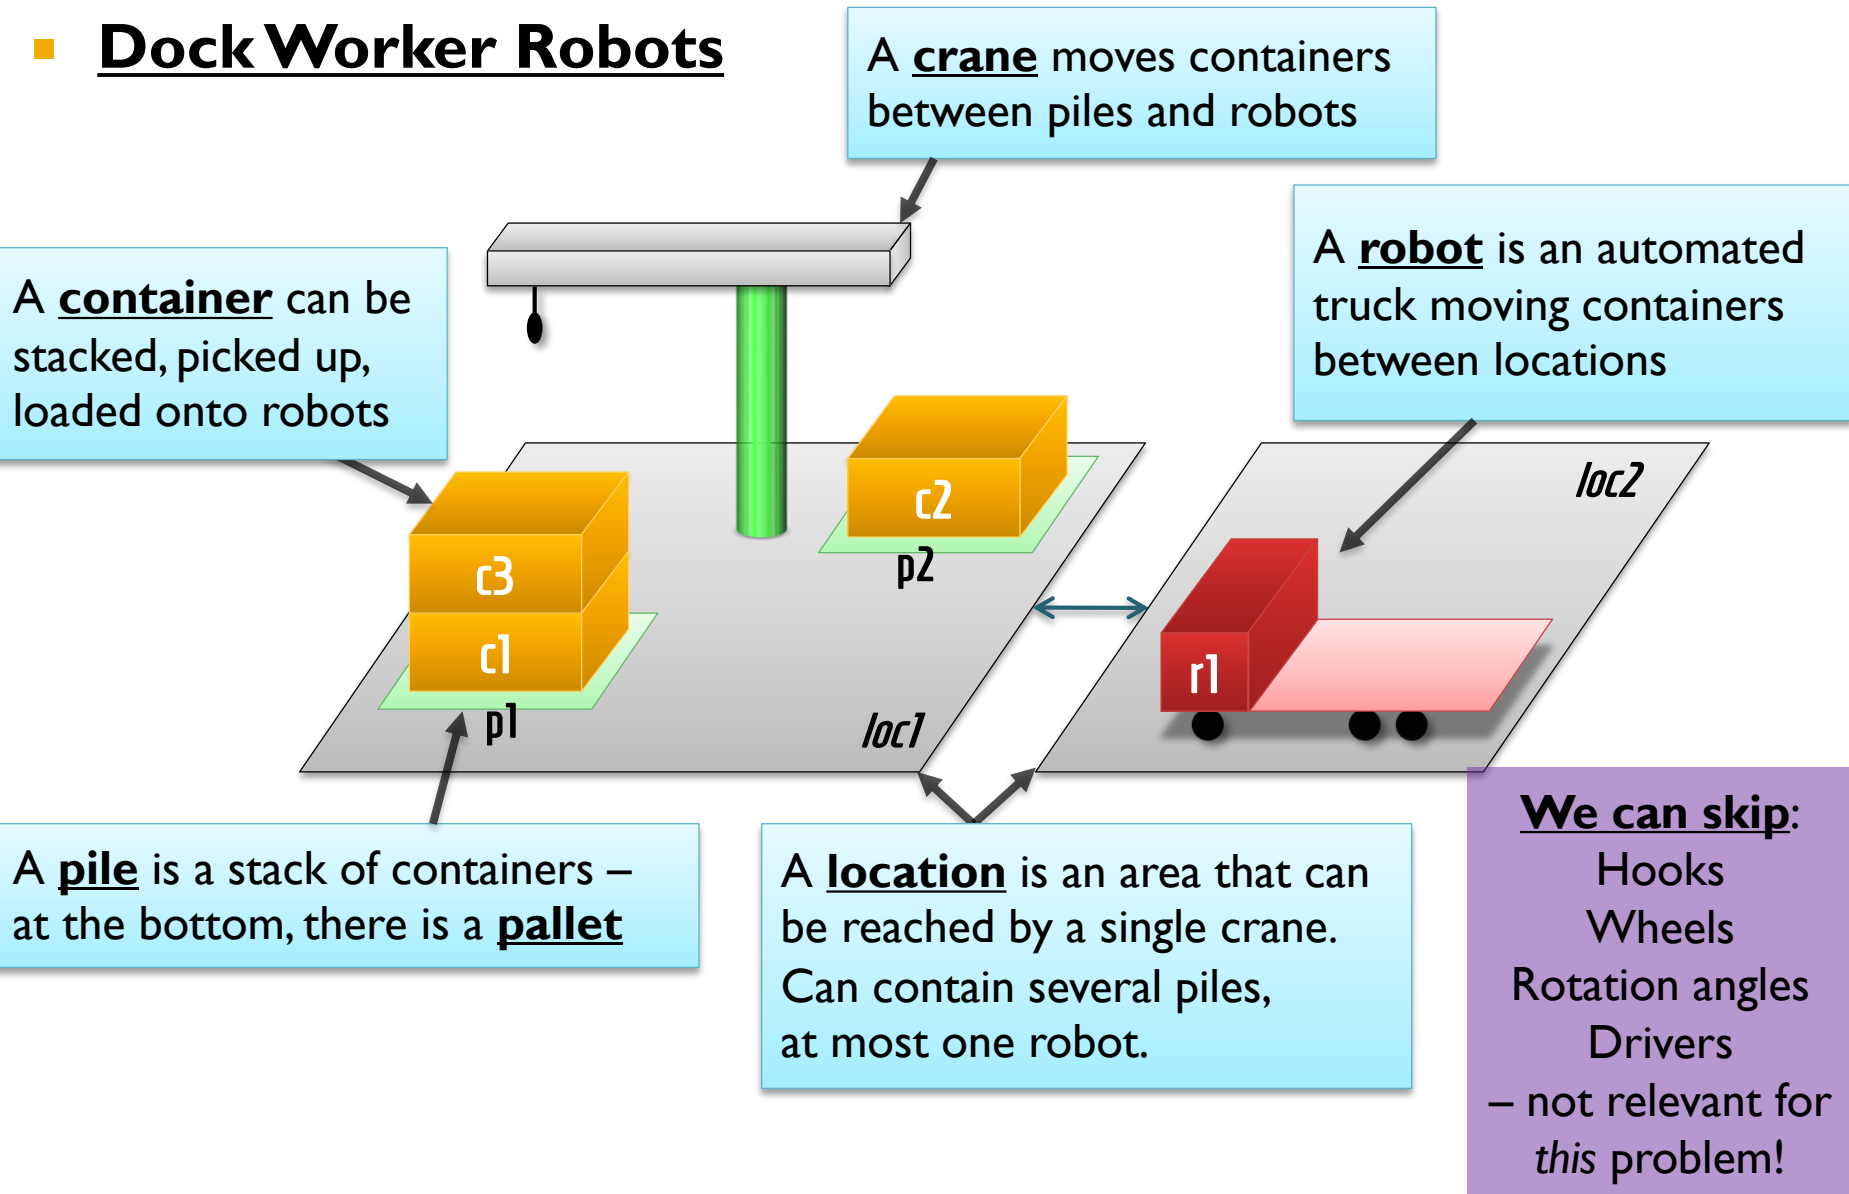 Dock Worker Robots
A crane moves containers
between piles and robots
A robot is an automated
truck moving containers
between locations
A container can be
stacked, picked up,
loaded onto robots
loc2
c2
p2
c3
c1
r1
p1
loc1
A pile is a stack of containers –
at the bottom, there is a pallet
A location is an area that can
be reached by a single crane.
Can contain several piles,
at most one robot.
We can skip:
Hooks
Wheels
Rotation angles
Drivers
– not relevant for
this problem!